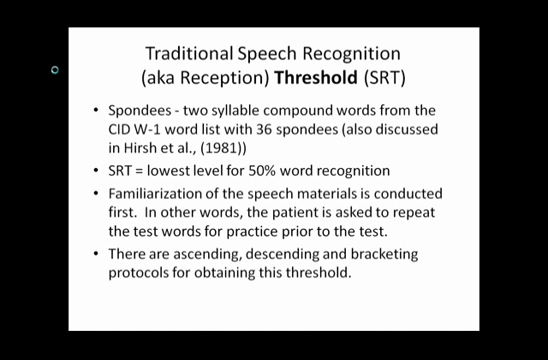 Traditional Speech Recognition
(aka Reception) Threshold (SRT)
• Spondees - two syllable compound words from the
CID W-1 word list with 36 spondees (also discussed
in Hirsh et al., (1981))
• SRT = lowest level for 50% word recognition
• Familiarization of the speech materials is conducted
first. In other words, the patient is asked to repeat
the test words for practice prior to the test.
• There are ascending, descending and bracketing
protocols for obtaining this threshold.